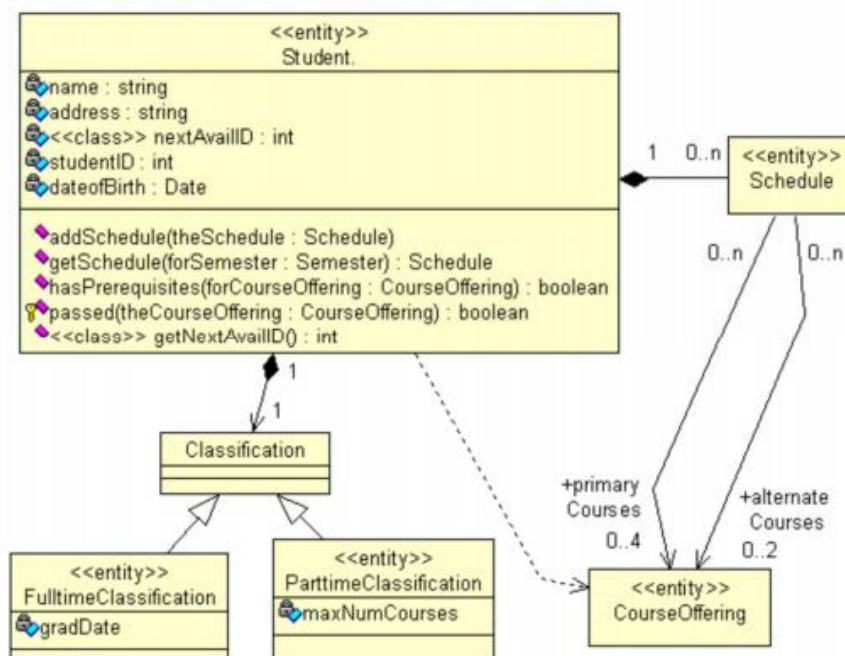 <<entity>>
Student.
name : string
address : string
<<class>> nextAvailID : int
studentID : int
dateofBirth : Date
addSchedule(theSchedule : Schedule)
getSchedule(forSemester : Semester) : Schedule
hasPrerequisites(forCourseOffering : CourseOffering) : boolean
passed(theCourseOffering : CourseOffering) : boolean
<<class>> getNextAvailID() : int
1
0..n
<<entity>>
Schedule
0..n
0..n
1
1
Classification
+primary
Courses
0..4
+alternate
Courses
0..2
<<entity>>
FulltimeClassification
gradDate
<<entity>>
ParttimeClassification
maxNumCourses
<<entity>>
CourseOffering